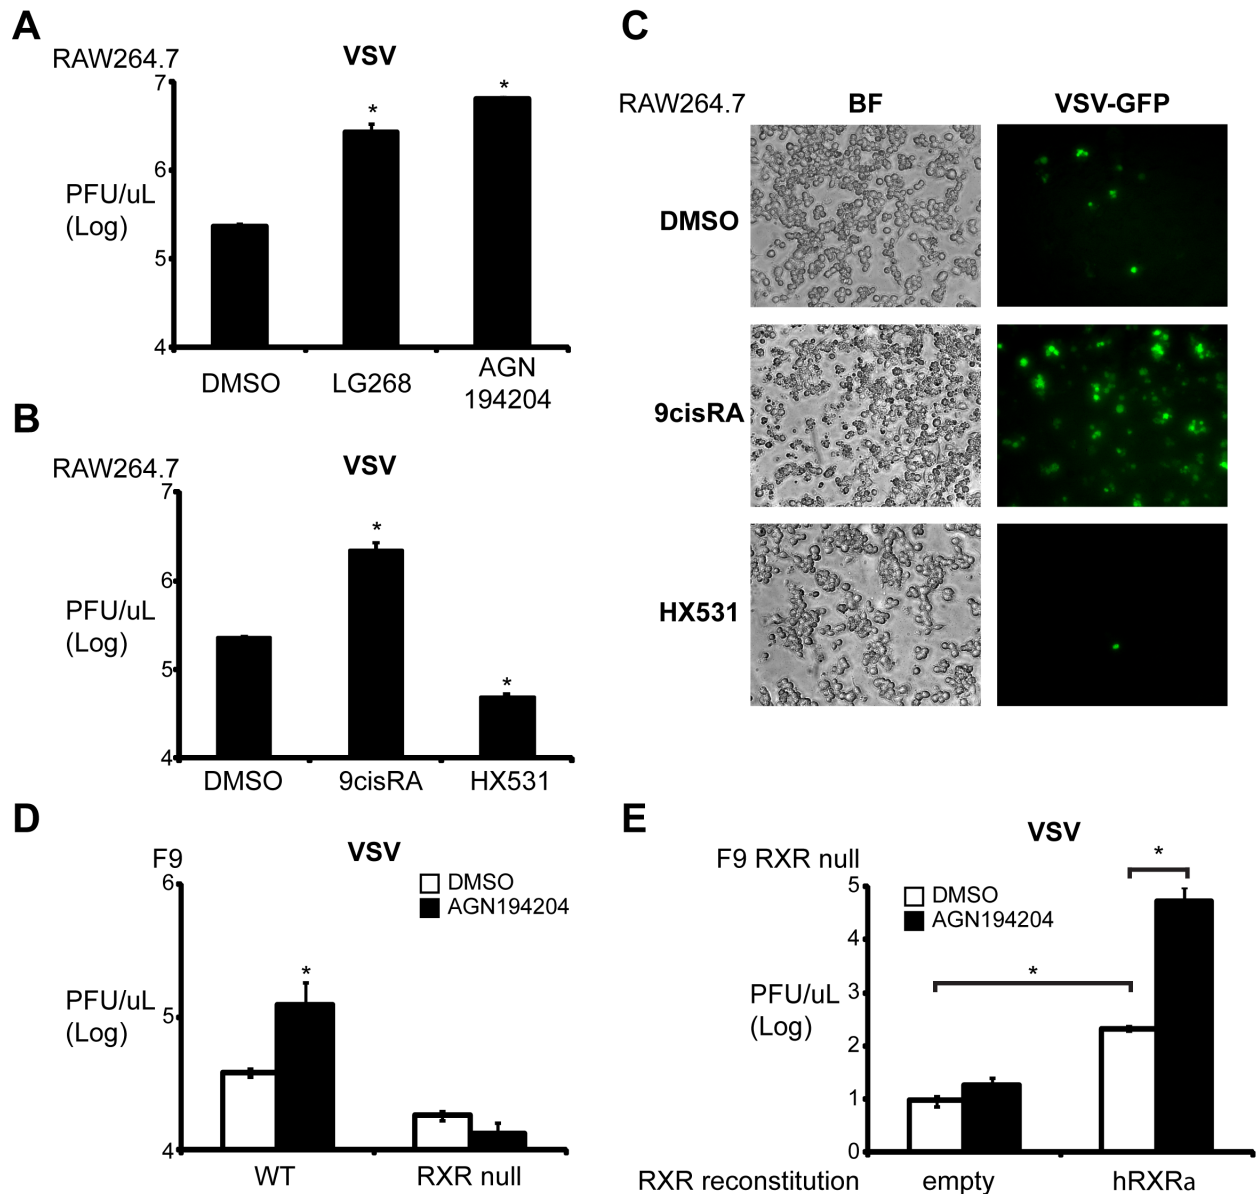 A
RAW264.7
VSV
*
*
7
6
5
4
PFU/uL
(Log)
DMSO
LG268
AGN
194204
B
RAW264.7
VSV
*
*
7
6
5
4
PFU/uL
(Log)
DMSO
9cisRA
HX531
C
RAW264.7
BF
VSV-GFP
DMSO
9cisRA
HX531
D
F9
VSV
DMSO
AGN194204
*
6
5
4
PFU/uL
(Log)
WT
RXR null
E
VSV
F9 RXR null
DMSO
AGN194204
*
*
5
4
3
2
1
0
PFU/uL
(Log)
RXR reconstitution
empty
hRXRa